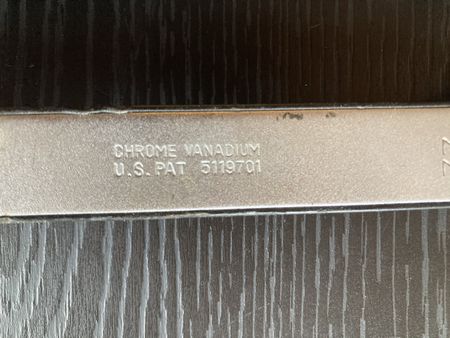 CHROME VANADIUM
U.S. PAT 5119701